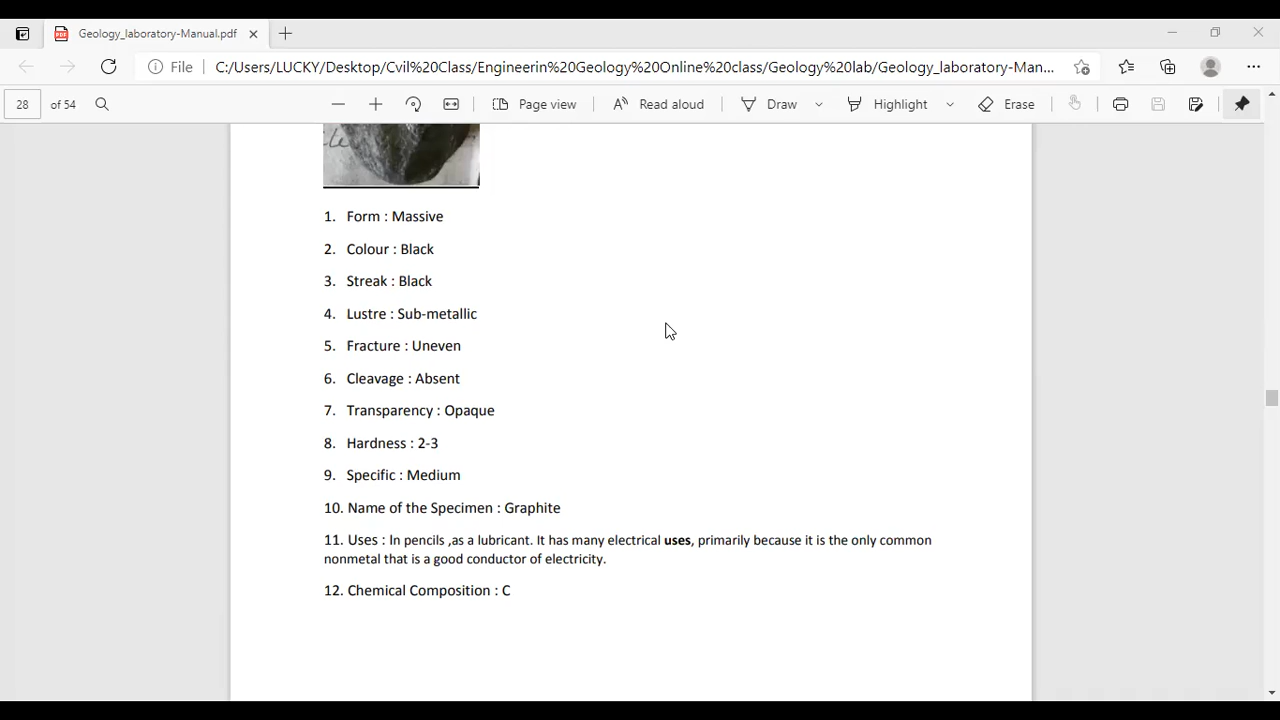 Geology_laboratory-Manual.pdf
File C:/Users/LUCKY/Desktop/Cvil%20Class/Engineerin%20Geology%20Online%20class/Geology%20lab/Geology_laboratory-Man...
28 of 54 Page view Read aloud Draw Highlight Erase
1. Form : Massive
2. Colour : Black
3. Streak : Black
4. Lustre : Sub-metallic
5. Fracture : Uneven
6. Cleavage : Absent
7. Transparency : Opaque
8. Hardness : 2-3
9. Specific : Medium
10. Name of the Specimen : Graphite
11. Uses : In pencils ,as a lubricant. It has many electrical uses, primarily because it is the only common
nonmetal that is a good conductor of electricity.
12. Chemical Composition : C